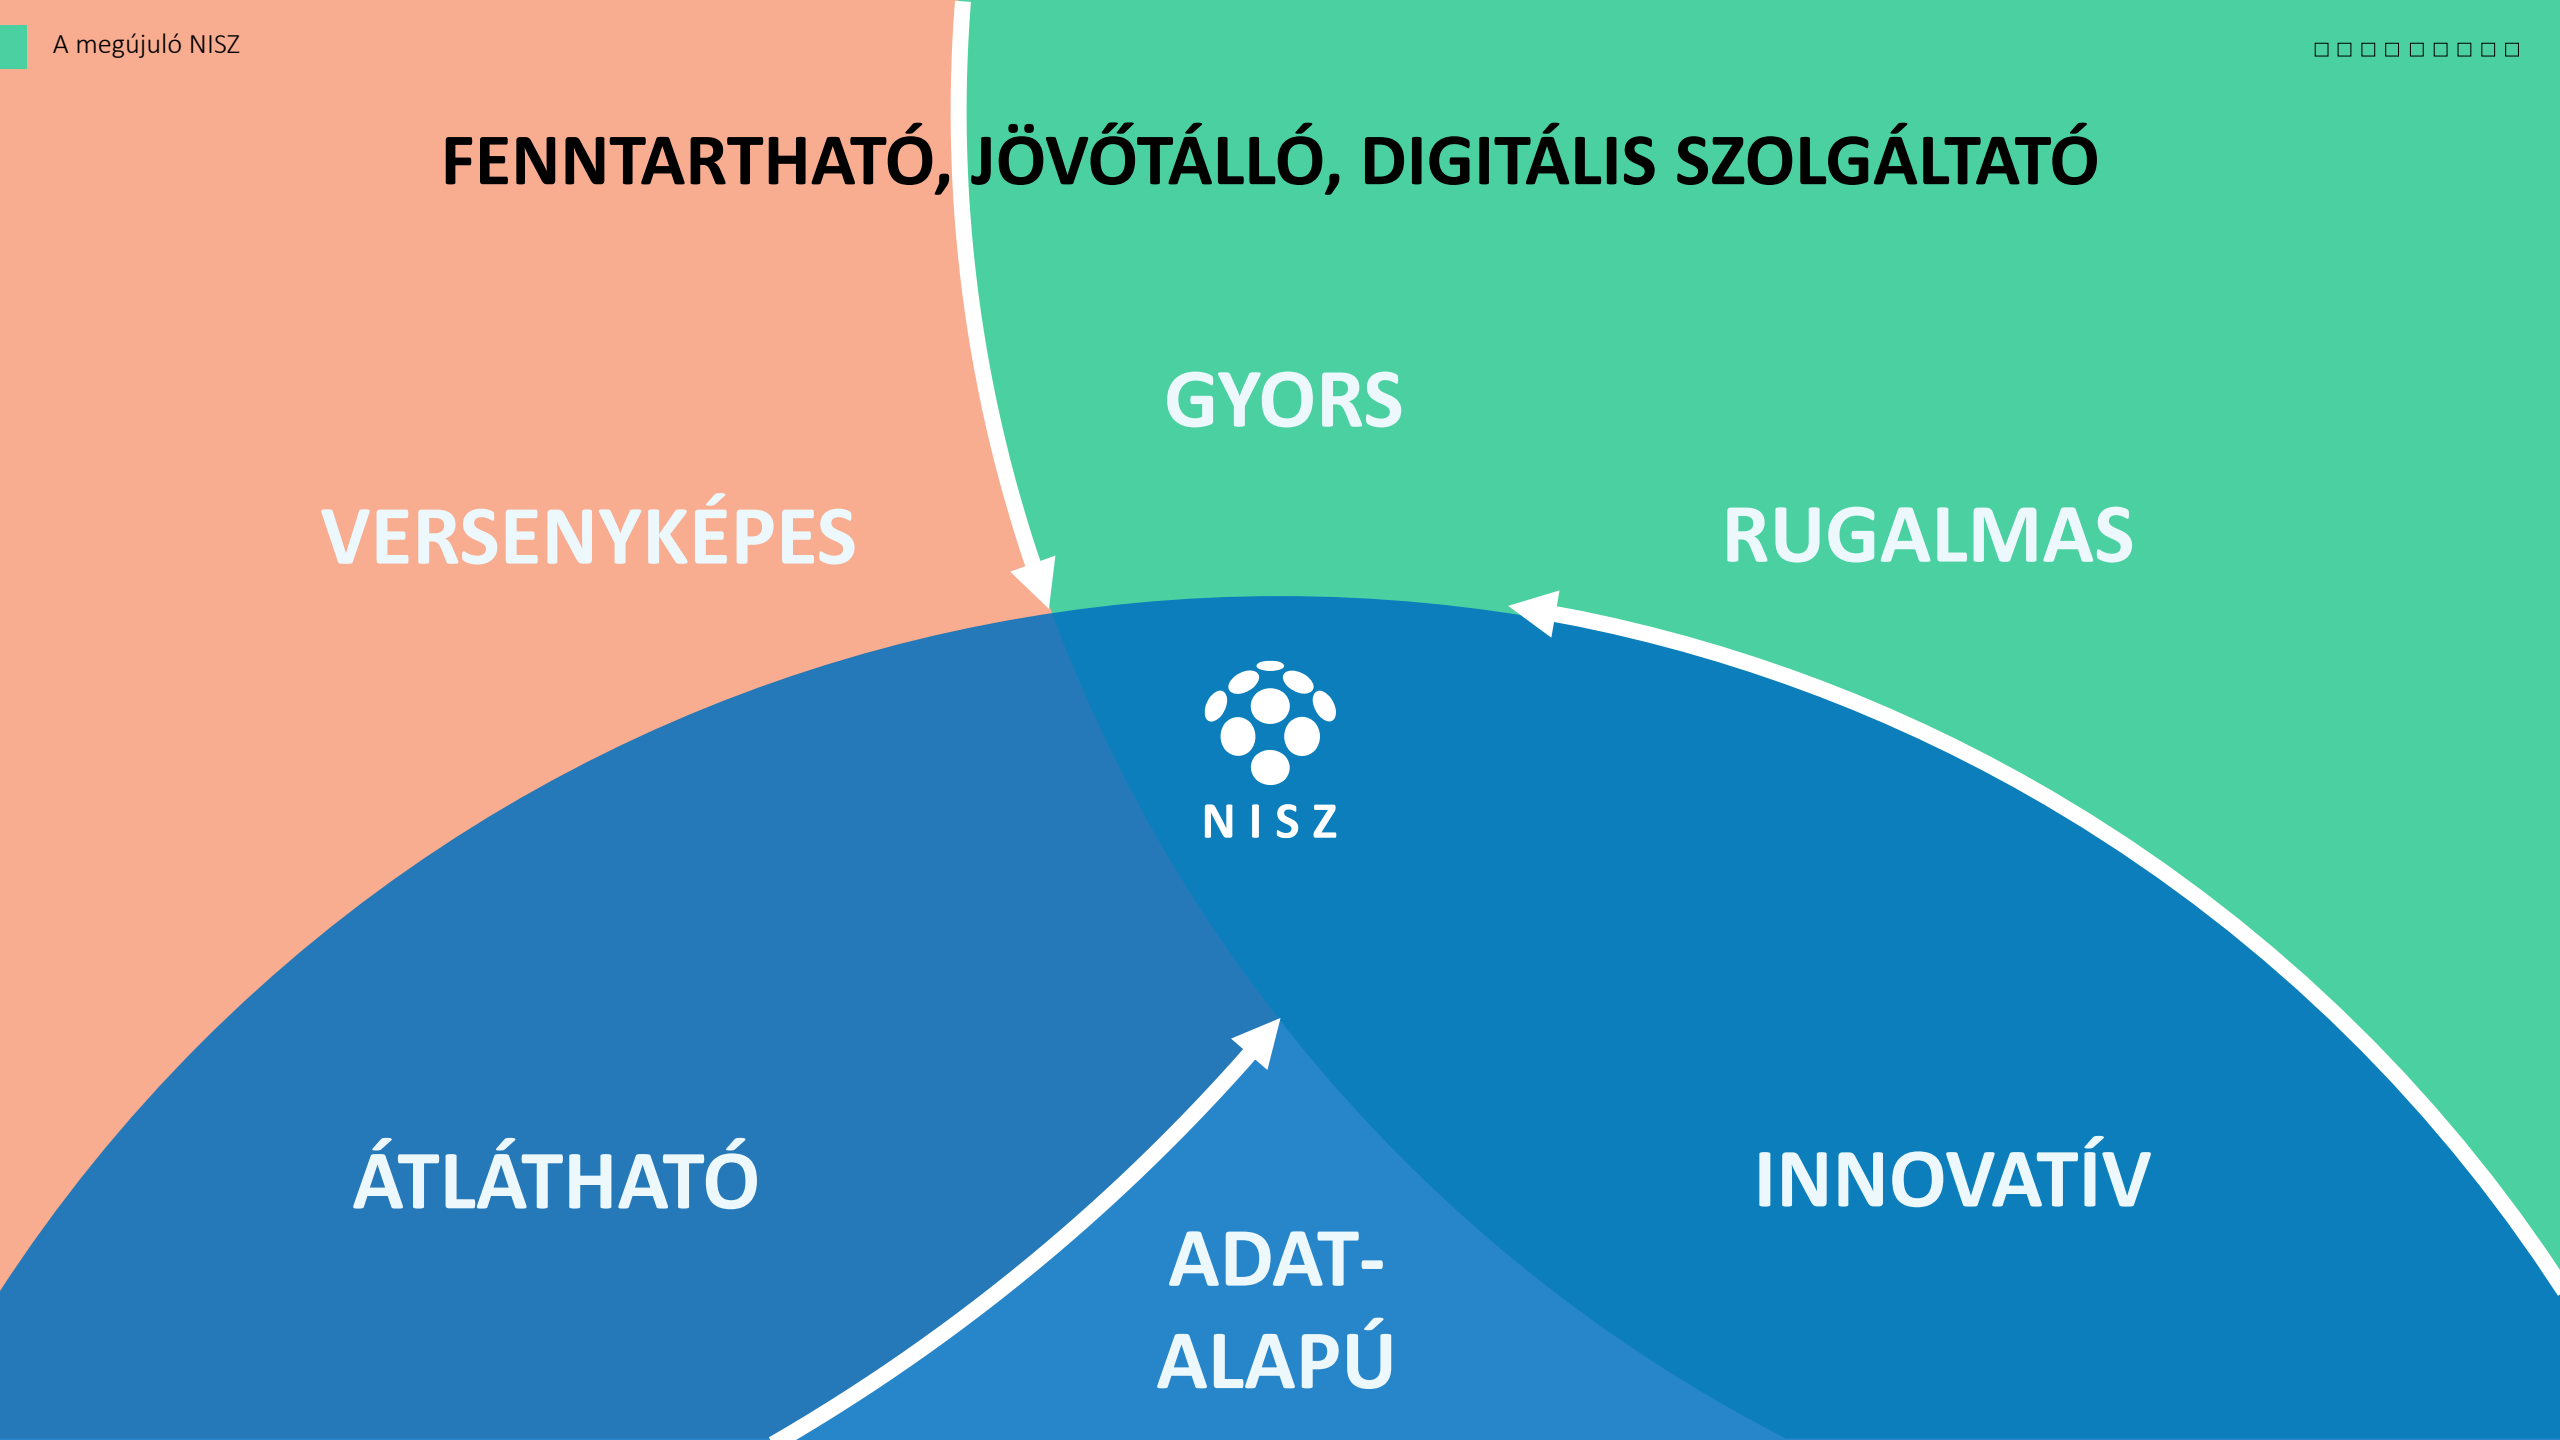 A megújuló NISZ
FENNTARTHATÓ, JÖVŐTÁLLÓ, DIGITÁLIS SZOLGÁLTATÓ
GYORS
VERSENYKÉPES
RUGALMAS
NISZ
ÁTLÁTHATÓ
INNOVATÍV
ADAT-
ALAPÚ